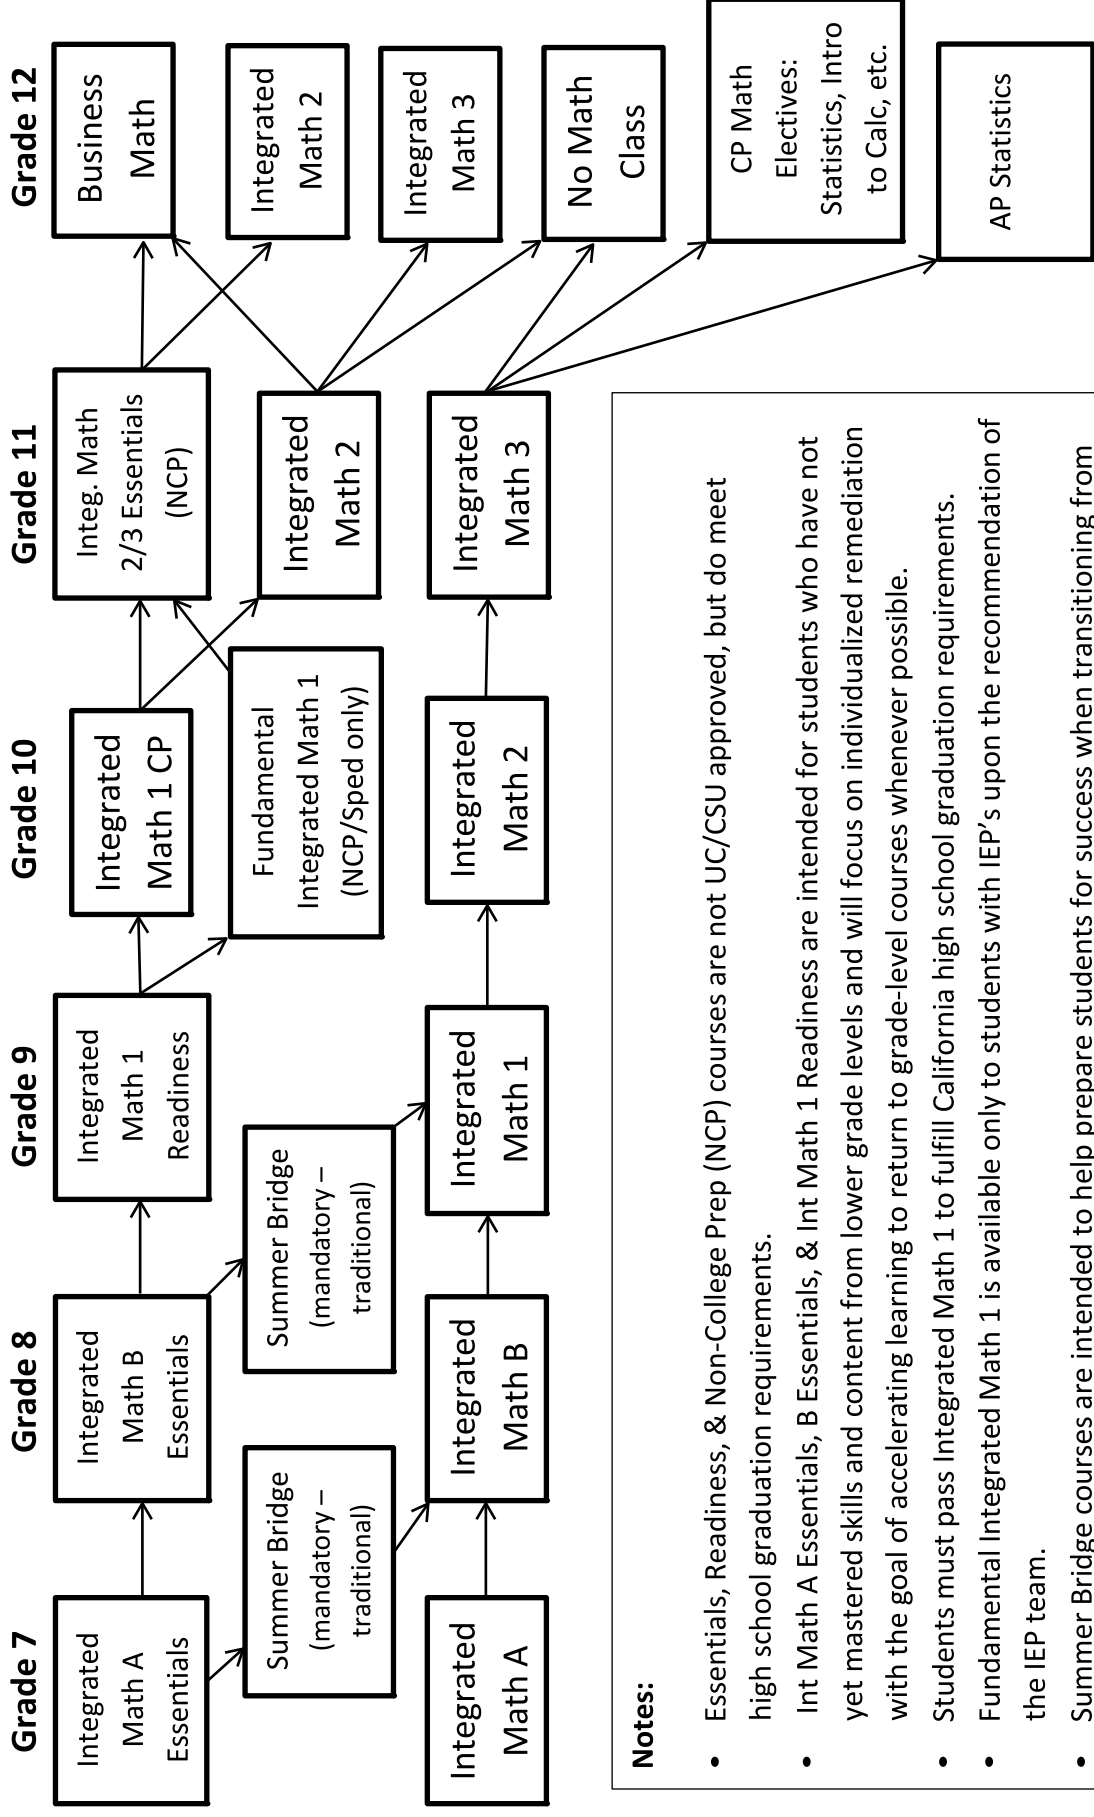 Grade 7
Grade 8
Grade 9
Grade 10
Grade 11
Grade 12
Integrated
Math A
Essentials
Integrated
Math B
Essentials
Integrated
Math 1
Readiness
Integrated
Math 1 CP
Integ. Math
2/3 Essentials
(NCP)
Business
Math
Summer Bridge
(mandatory –
traditional)
Summer Bridge
(mandatory –
traditional)
Fundamental
Integrated Math 1
(NCP/Sped only)
Integrated
Math 2
Integrated
Math 2
Integrated
Math A
Integrated
Math B
Integrated
Math 1
Integrated
Math 2
Integrated
Math 3
Integrated
Math 3
No Math
Class
CP Math
Electives:
Statistics, Intro
to Calc, etc.
AP Statistics
Notes:
• Essentials, Readiness, & Non-College Prep (NCP) courses are not UC/CSU approved, but do meet
high school graduation requirements.
• Int Math A Essentials, B Essentials, & Int Math 1 Readiness are intended for students who have not
yet mastered skills and content from lower grade levels and will focus on individualized remediation
with the goal of accelerating learning to return to grade-level courses whenever possible.
• Students must pass Integrated Math 1 to fulfill California high school graduation requirements.
• Fundamental Integrated Math 1 is available only to students with IEP's upon the recommendation of
the IEP team.
• Summer Bridge courses are intended to help prepare students for success when transitioning from